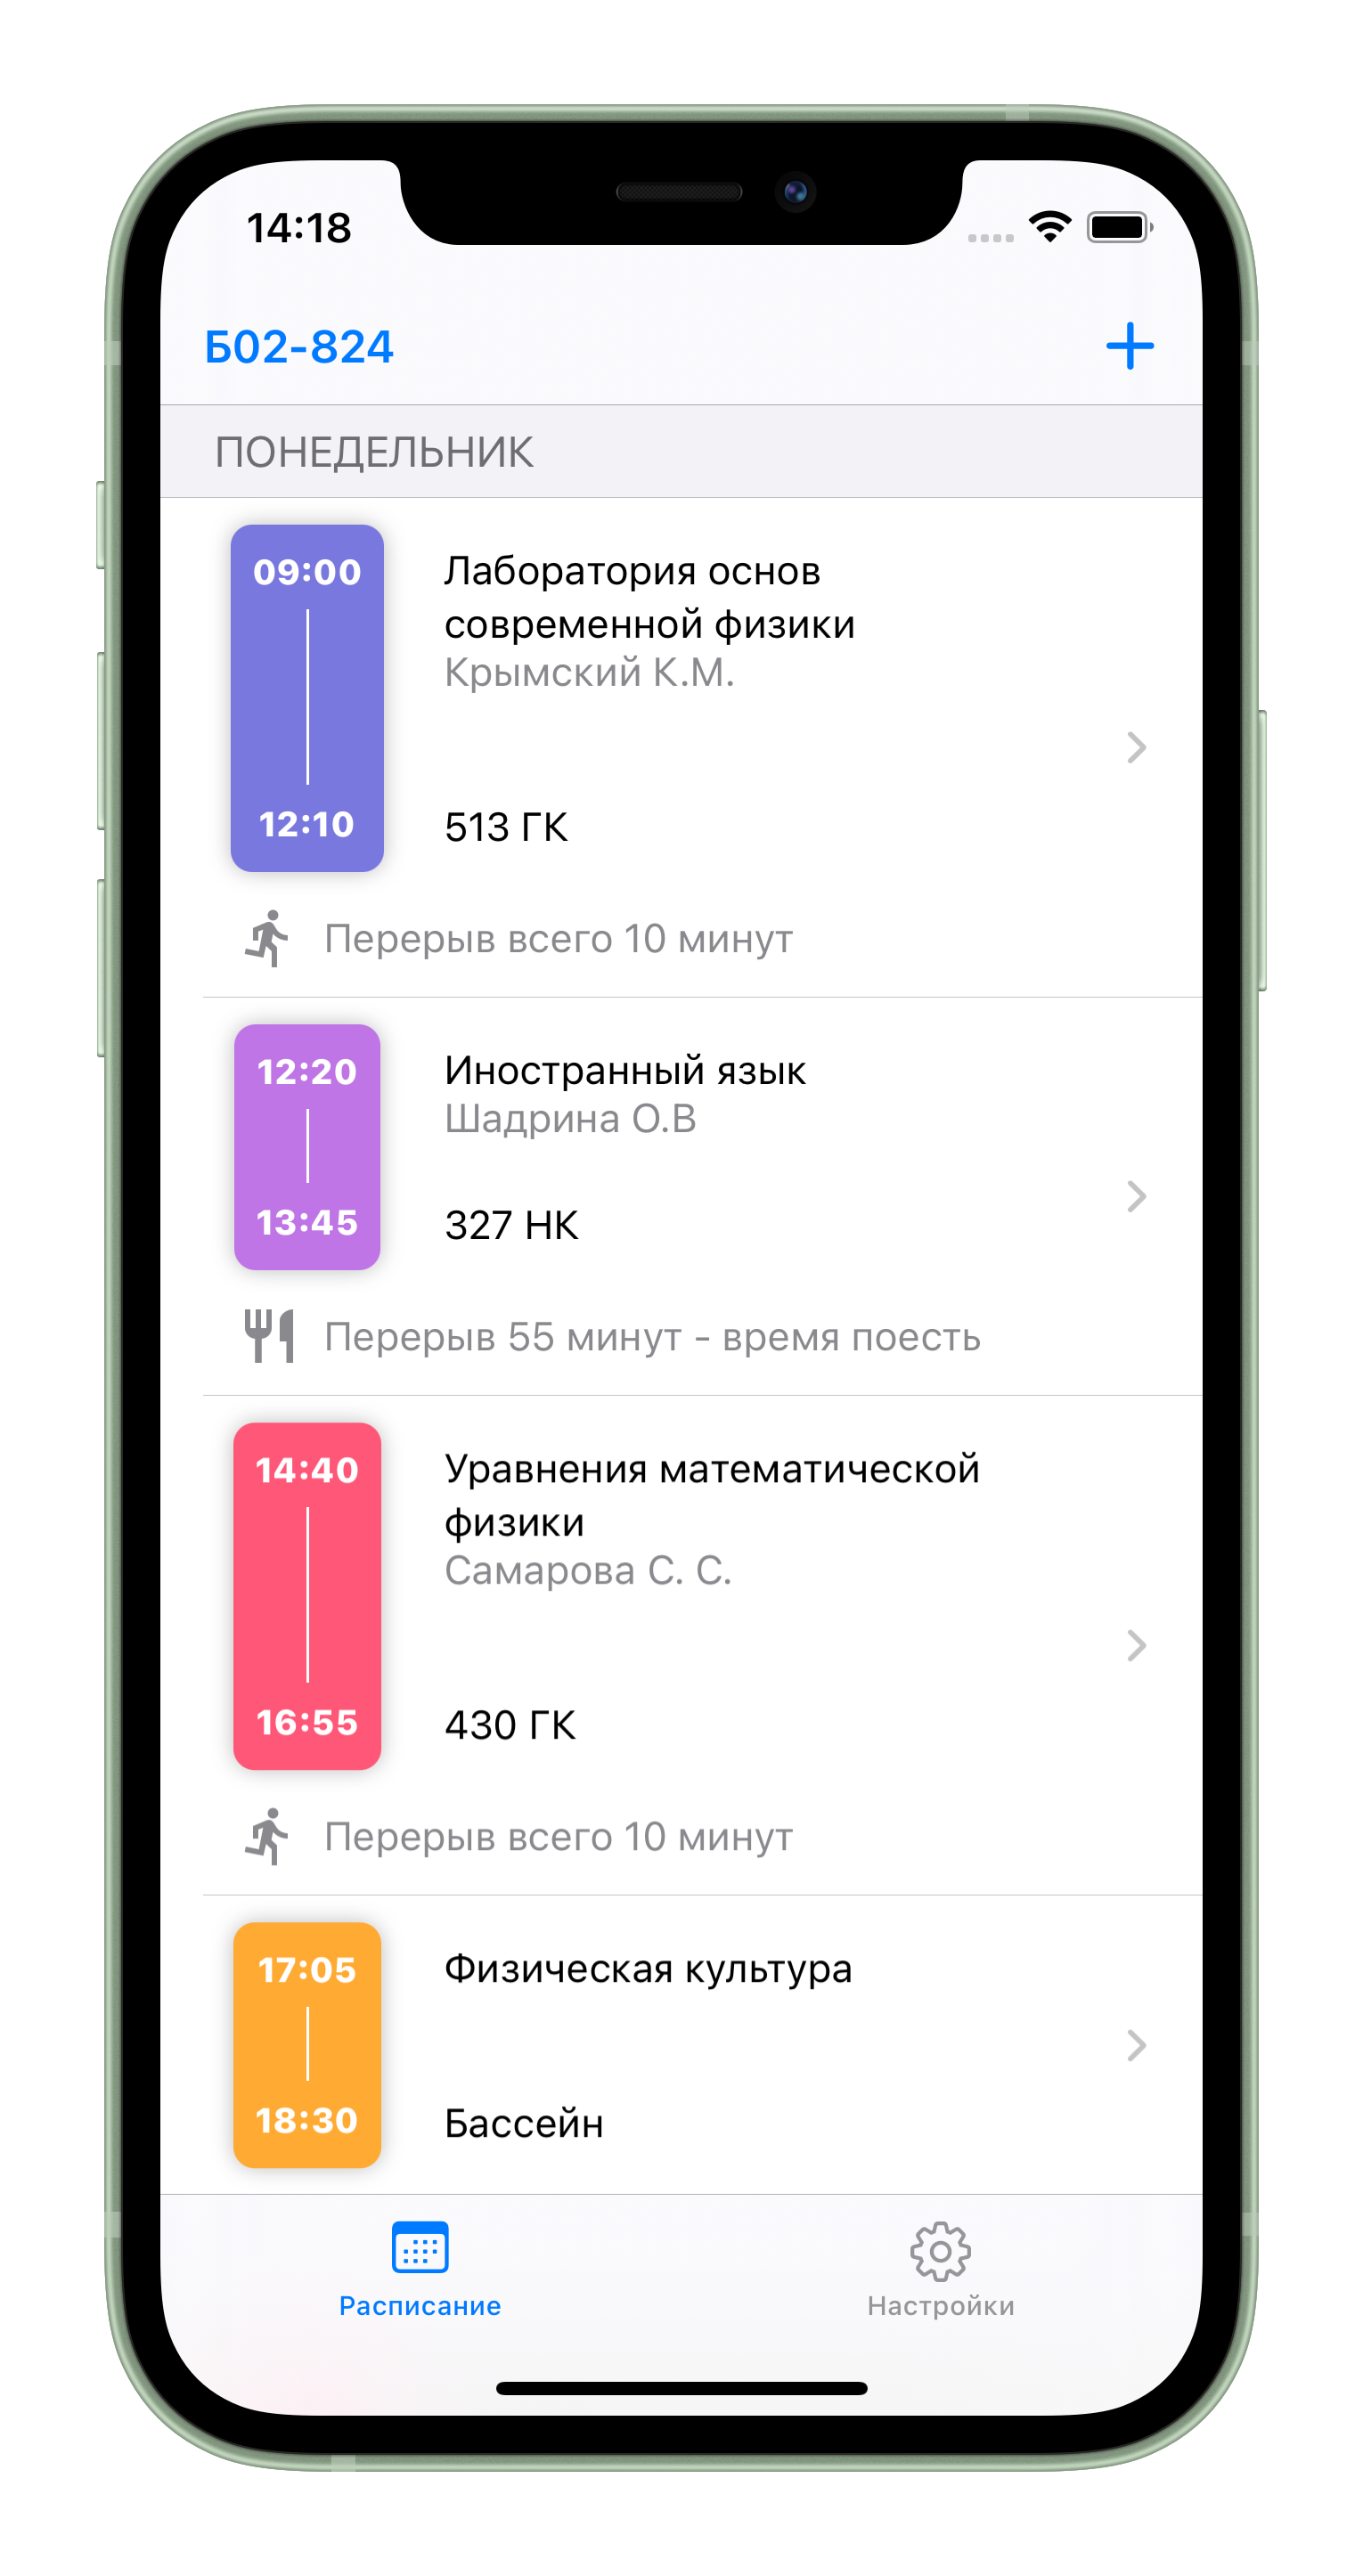 14:18
Б02-824
ПОНЕДЕЛЬНИК
09:00
Лаборатория основ
современной физики
Крымский К.М.
12:10
513 ГК
Перерыв всего 10 минут
12:20
Иностранный язык
Шадрина О.В
13:45
327 НК
Перерыв 55 минут - время поесть
14:40
Уравнения математической
физики
Самарова С. С.
16:55
430 ГК
Перерыв всего 10 минут
17:05
Физическая культура
18:30
Бассейн
Расписание
Настройки